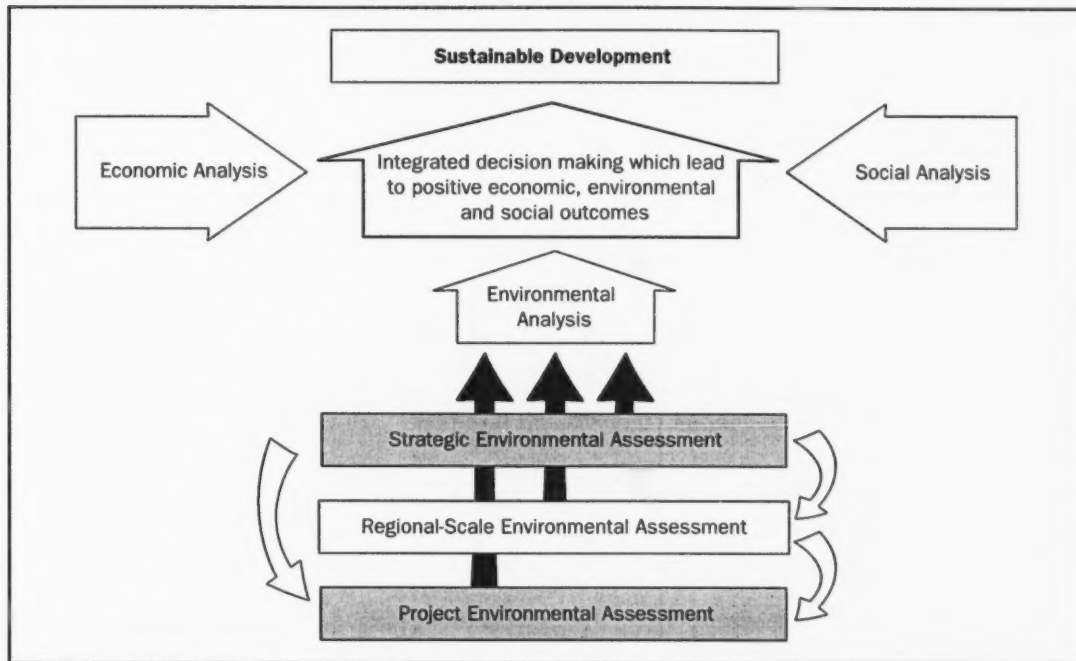 Sustainable Development
Economic Analysis
Integrated decision making which lead
to positive economic, environmental
and social outcomes
Social Analysis
Environmental
Analysis
Strategic Environmental Assessment
Regional-Scale Environmental Assessment
Project Environmental Assessment